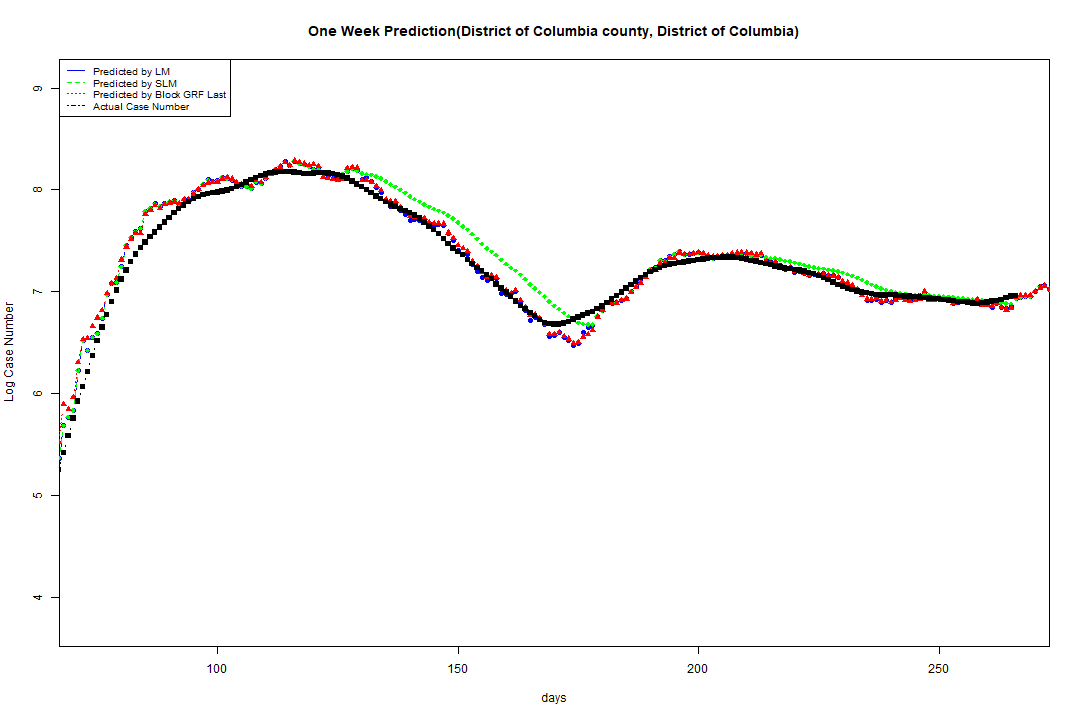 One Week Prediction(District of Columbia county, District of Columbia)
Predicted by LM
Predicted by SLM
Predicted by Block GRF Last
Actual Case Number
9
8
7
6
5
4
Log Case Number
100
150
200
250
days